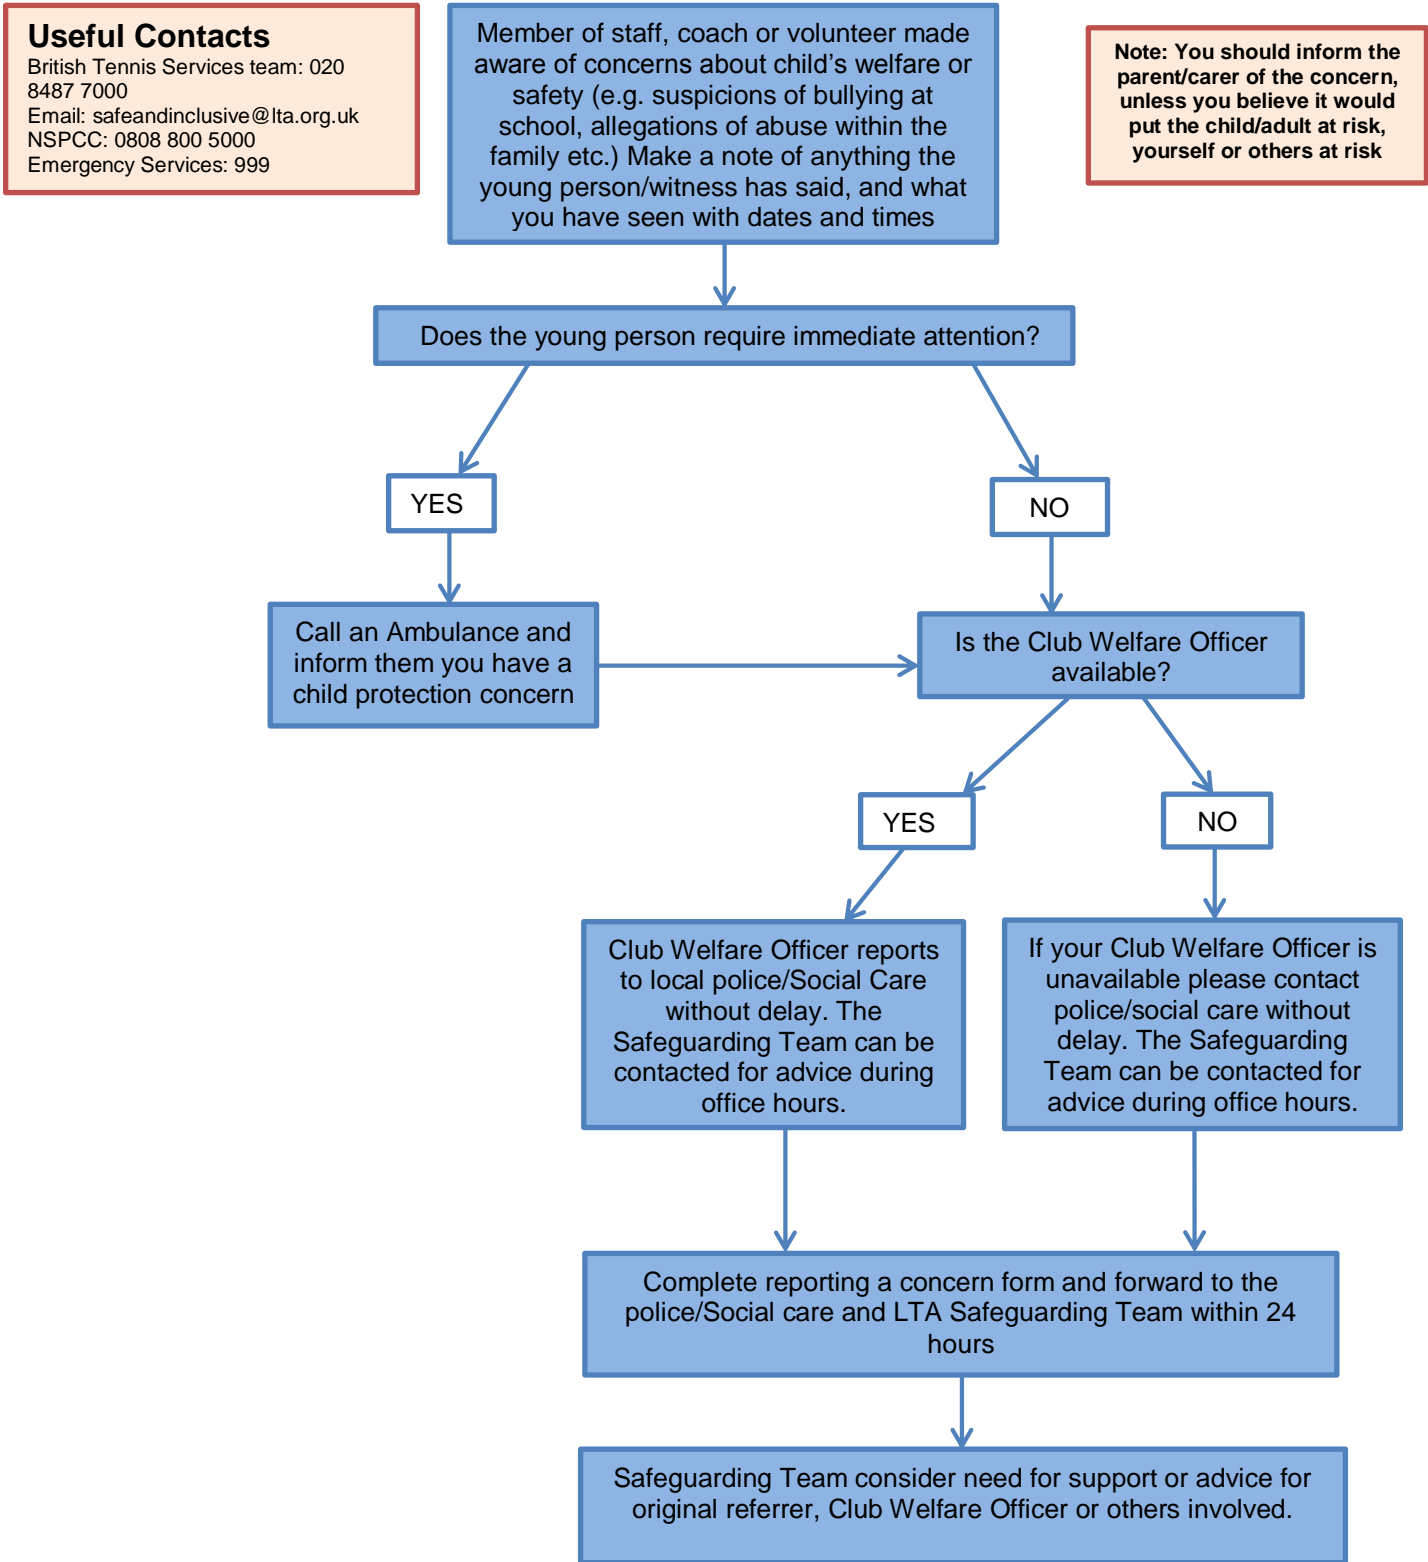 Useful Contacts
British Tennis Services team: 020
8487 7000
Email: safeandinclusive@lta.org.uk
NSPCC: 0808 800 5000
Emergency Services: 999
Member of staff, coach or volunteer made
aware of concerns about child’s welfare or
safety (e.g. suspicions of bullying at
school, allegations of abuse within the
family etc.) Make a note of anything the
young person/witness has said, and what
you have seen with dates and times
Note: You should inform the
parent/carer of the concern,
unless you believe it would
put the child/adult at risk,
yourself or others at risk
Does the young person require immediate attention?
YES
NO
Call an Ambulance and
inform them you have a
child protection concern
Is the Club Welfare Officer
available?
YES
NO
Club Welfare Officer reports
to local police/Social Care
without delay. The
Safeguarding Team can be
contacted for advice during
office hours.
If your Club Welfare Officer is
unavailable please contact
police/social care without
delay. The Safeguarding
Team can be contacted for
advice during office hours.
Complete reporting a concern form and forward to the
police/Social care and LTA Safeguarding Team within 24
hours
Safeguarding Team consider need for support or advice for
original referrer, Club Welfare Officer or others involved.